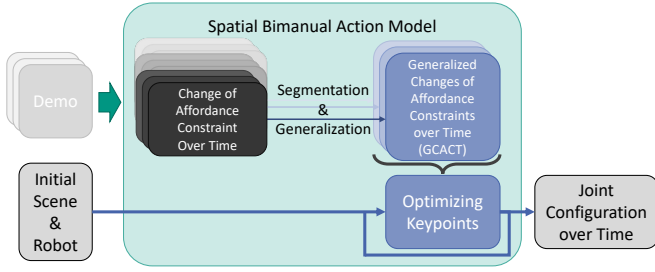 Spatial Bimanual Action Model
Demo
Change of
Affordance
Constraint
Over Time
Segmentation
&
Generalization
Generalized
Changes of
Affordance
Constraints
over Time
(GCACT)
Initial
Scene
&
Robot
Optimizing
Keypoints
Joint
Configuration
over Time